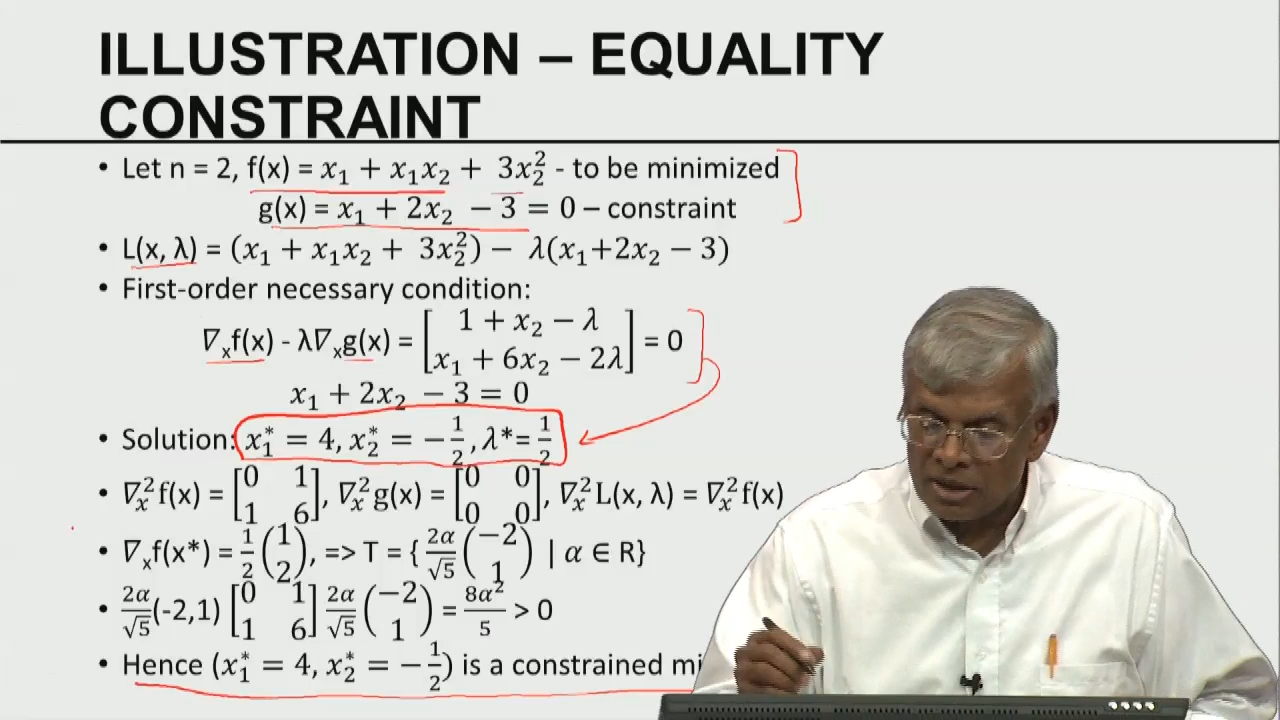 ILLUSTRATION – EQUALITY
CONSTRAINT
• Let n = 2, f(x) = x₁ + x₁x₂ + 3x₂² - to be minimized
g(x) = x₁ + 2x₂ − 3 = 0 – constraint
• L(x, λ) = (x₁ + x₁x₂ + 3x₂²) − λ(x₁+2x₂ − 3)
• First-order necessary condition:
∇ₓf(x) - λ∇ₓg(x) = [1 + x₂ − λ; x₁ + 6x₂ − 2λ] = 0
x₁ + 2x₂ − 3 = 0
• Solution: x₁* = 4, x₂* = −1/2, λ*= 1/2
• ∇ₓ²f(x) = [0 1; 1 6], ∇ₓ²g(x) = [0 0; 0 0], ∇ₓ²L(x, λ) = ∇ₓ²f(x)
• ∇ₓf(x*) = 1/2 (1; 2), => T = { 2α/√5 (−2; 1) | α ∈ R}
• 2α/√5 (-2,1) [0 1; 1 6] 2α/√5 (−2; 1) = 8α²/5 > 0
• Hence (x₁* = 4, x₂* = −1/2) is a constrained